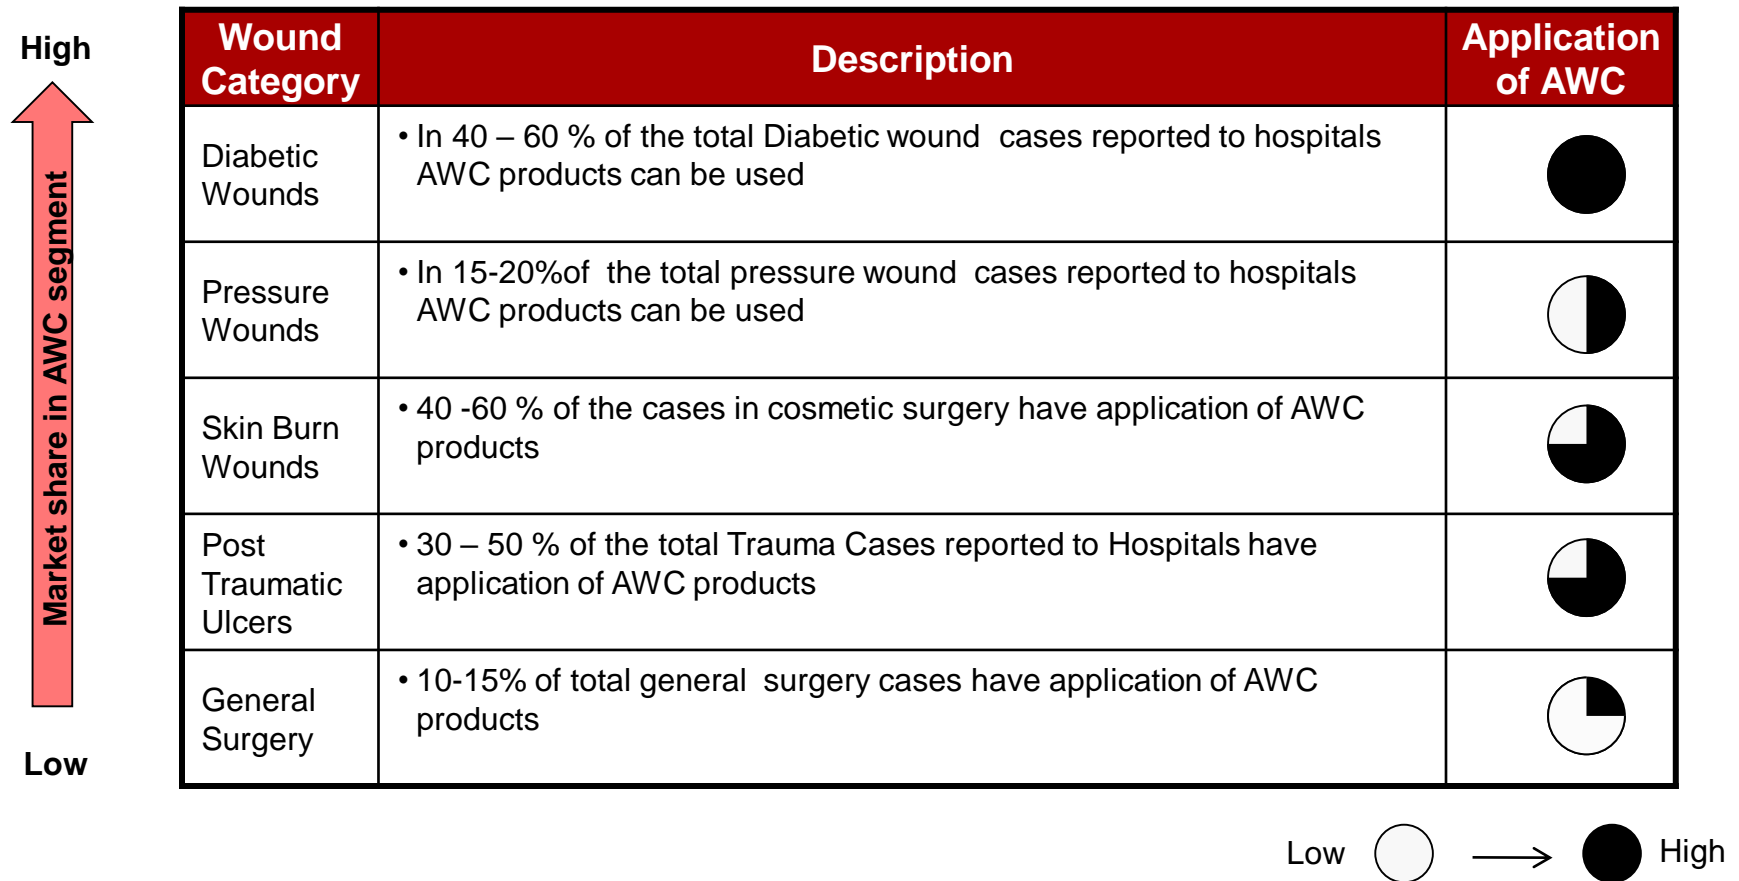 High
Market share in AWC segment
Low
Wound
Category
Description
Application
of AWC
Diabetic
Wounds
• In 40 – 60 % of the total Diabetic wound  cases reported to hospitals
AWC products can be used
Pressure
Wounds
• In 15-20%of  the total pressure wound  cases reported to hospitals
AWC products can be used
Skin Burn
Wounds
• 40 -60 % of the cases in cosmetic surgery have application of AWC
products
Post
Traumatic
Ulcers
• 30 – 50 % of the total Trauma Cases reported to Hospitals have
application of AWC products
General
Surgery
• 10-15% of total general  surgery cases have application of AWC
products
Low
High